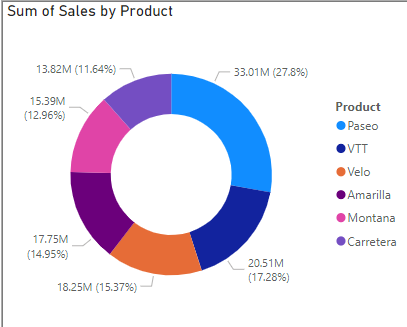 Sum of Sales by Product
13.82M (11.64%)
33.01M (27.8%)
15.39M
(12.96%)
Product
Paseo
VTT
Velo
Amarilla
Montana
Carretera
17.75M
(14.95%)
20.51M
(17.28%)
18.25M (15.37%)